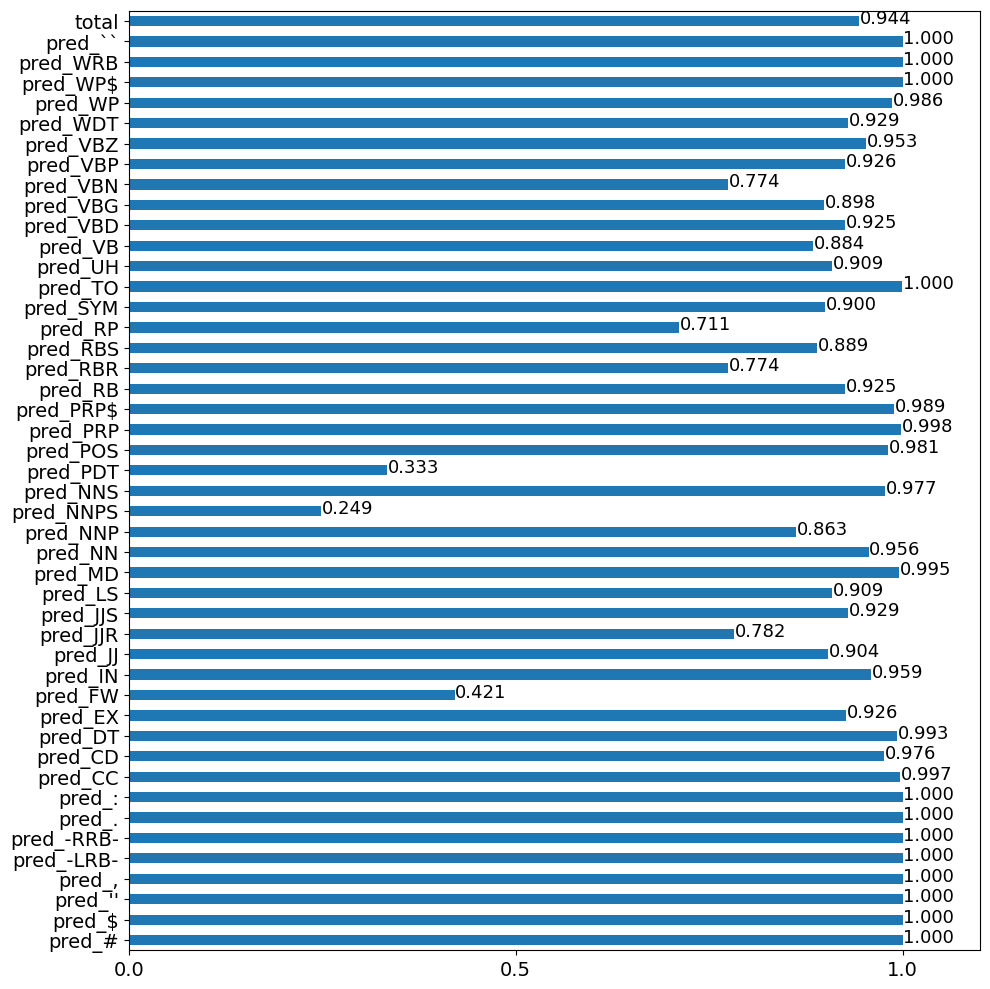 total 0.944
pred_`` 1.000
pred_WRB 1.000
pred_WP$ 1.000
pred_WP 0.986
pred_WDT 0.929
pred_VBZ 0.953
pred_VBP 0.926
pred_VBN 0.774
pred_VBG 0.898
pred_VBD 0.925
pred_VB 0.884
pred_UH 0.909
pred_TO 1.000
pred_SYM 0.900
pred_RP 0.711
pred_RBS 0.889
pred_RBR 0.774
pred_RB 0.925
pred_PRP$ 0.989
pred_PRP 0.998
pred_POS 0.981
pred_PDT 0.333
pred_NNS 0.977
pred_NNPS 0.249
pred_NNP 0.863
pred_NN 0.956
pred_MD 0.995
pred_LS 0.909
pred_JJS 0.929
pred_JJR 0.782
pred_JJ 0.904
pred_IN 0.959
pred_FW 0.421
pred_EX 0.926
pred_DT 0.993
pred_CD 0.976
pred_CC 0.997
pred_: 1.000
pred_. 1.000
pred_-RRB- 1.000
pred_-LRB- 1.000
pred_, 1.000
pred_'' 1.000
pred_$ 1.000
pred_# 1.000
0.0 0.5 1.0